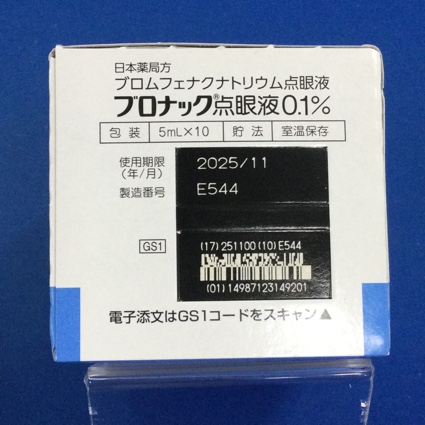 日本薬局方
ブロムフェナクナトリウム点眼液
ブロナック®点眼液0.1%
包装 5mL×10 貯法 室温保存
使用期限 2025/11
(年/月)
製造番号 E544
GS1 (17)251100(10)E544
(01)14987123149201
電子添文はGS1コードをスキャン▲